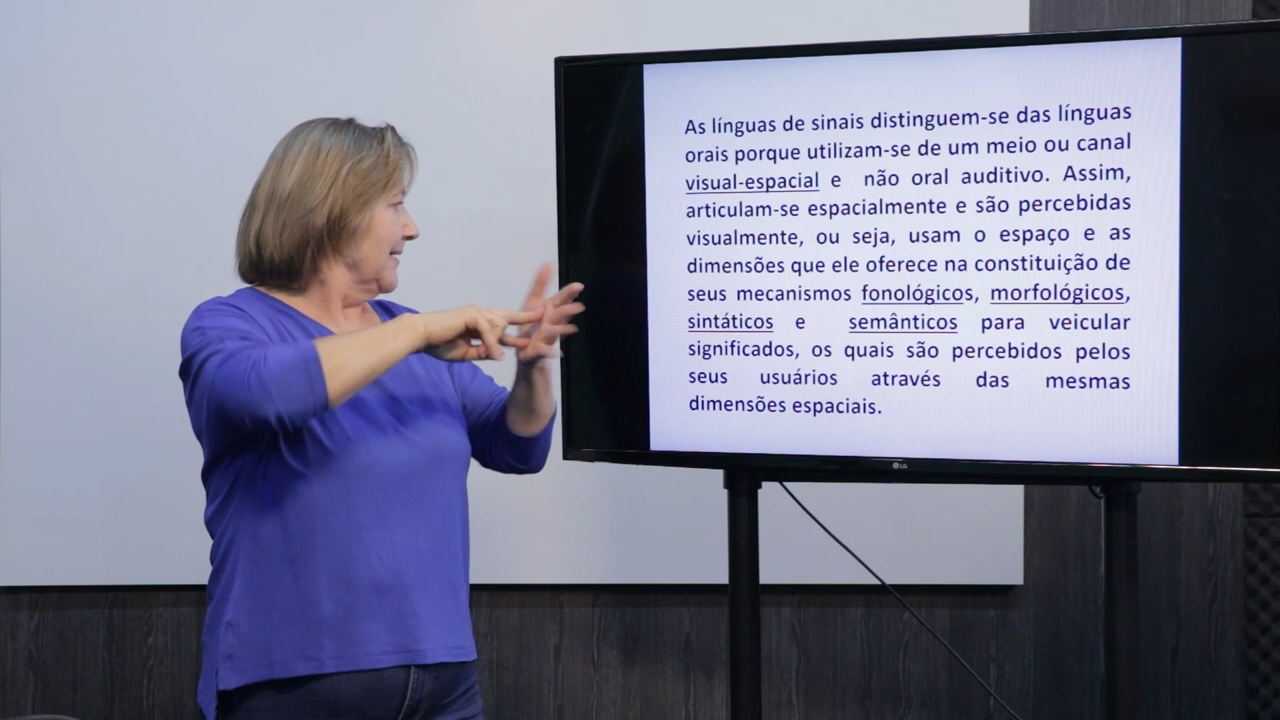 As línguas de sinais distinguem-se das línguas
orais porque utilizam-se de um meio ou canal
visual-espacial e não oral auditivo. Assim,
articulam-se espacialmente e são percebidas
visualmente, ou seja, usam o espaço e as
dimensões que ele oferece na constituição de
seus mecanismos fonológicos, morfológicos,
sintáticos e semânticos para veicular
significados, os quais são percebidos pelos
seus usuários através das mesmas
dimensões espaciais.
LG